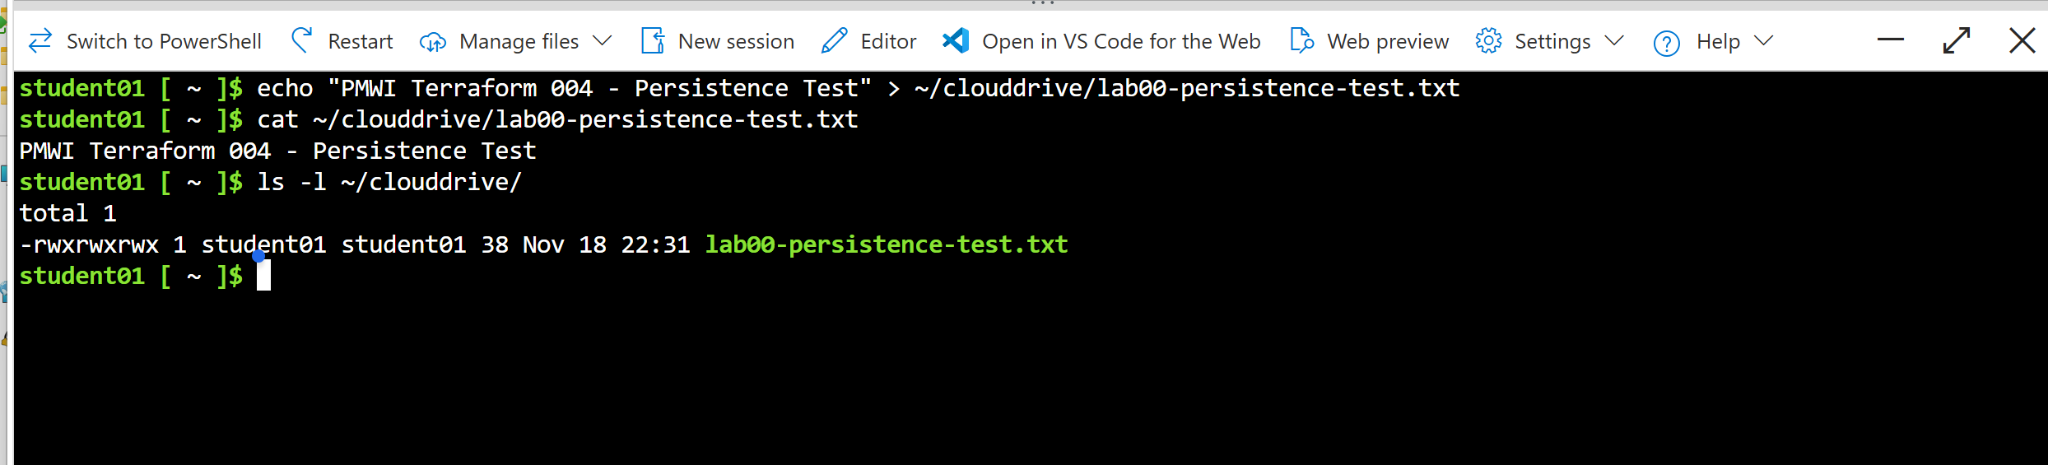 Switch to PowerShell Restart Manage files New session Editor Open in VS Code for the Web Web preview Settings Help
student01 [ ~ ]$ echo "PMWI Terraform 004 - Persistence Test" > ~/clouddrive/lab00-persistence-test.txt
student01 [ ~ ]$ cat ~/clouddrive/lab00-persistence-test.txt
PMWI Terraform 004 - Persistence Test
student01 [ ~ ]$ ls -l ~/clouddrive/
total 1
-rwxrwxrwx 1 student01 student01 38 Nov 18 22:31 lab00-persistence-test.txt
student01 [ ~ ]$